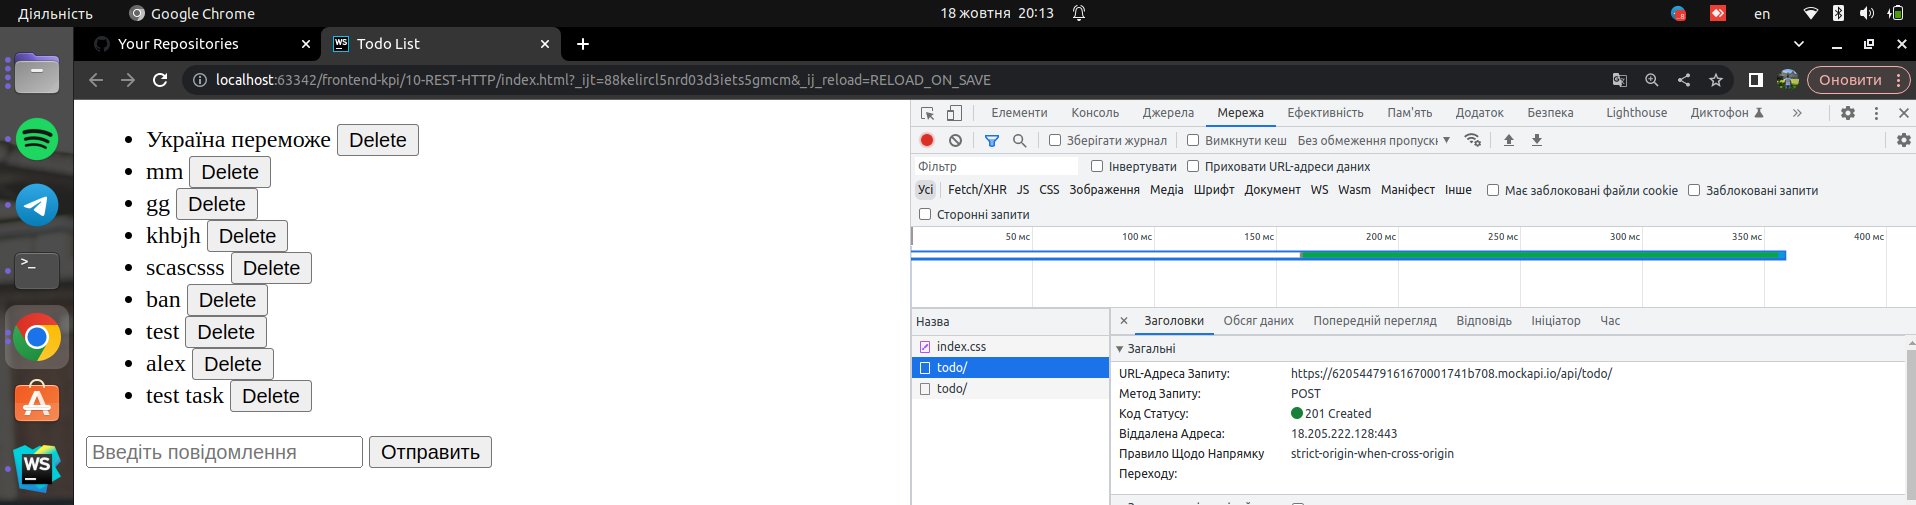 Діяльність Google Chrome 18 жовтня 20:13 en
Your Repositories Todo List
localhost:63342/frontend-kpi/10-REST-HTTP/index.html?_ijt=88kelircl5nrd03d3iets5gmcm&_ij_reload=RELOAD_ON_SAVE Оновити
Україна переможе Delete
mm Delete
gg Delete
khbjh Delete
scascsss Delete
ban Delete
test Delete
alex Delete
test task Delete
Введіть повідомлення Отправить
Елементи Консоль Джерела Мережа Ефективність Пам'ять Додаток Безпека Lighthouse Диктофон
Зберігати журнал Вимкнути кеш Без обмеження пропускн
Фільтр Інвертувати Приховати URL-адреси даних
Усі Fetch/XHR JS CSS Зображення Медіа Шрифт Документ WS Wasm Маніфест Інше Має заблоковані файли cookie Заблоковані запити
Сторонні запити
50 мс 100 мс 150 мс 200 мс 250 мс 300 мс 350 мс 400 мс
Назва
index.css
todo/
todo/
Заголовки Обсяг даних Попередній перегляд Відповідь Ініціатор Час
Загальні
URL-Адреса Запиту: https://62054479161670001741b708.mockapi.io/api/todo/
Метод Запиту: POST
Код Статусу: 201 Created
Віддалена Адреса: 18.205.222.128:443
Правило Щодо Напрямку strict-origin-when-cross-origin
Переходу: